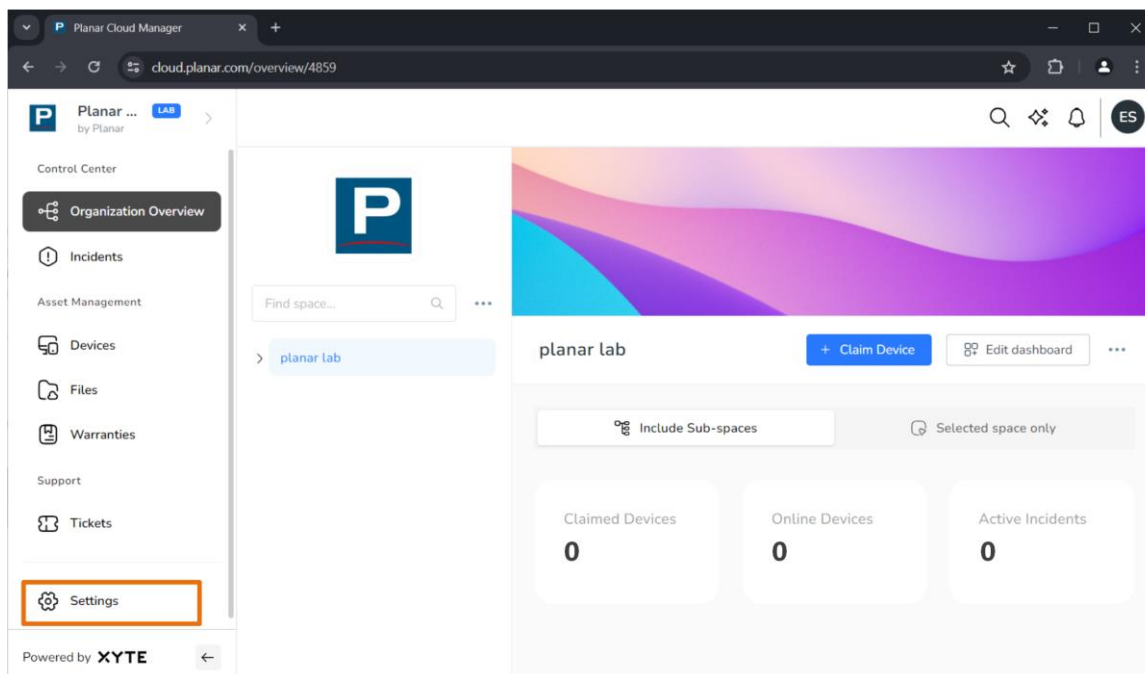 Planar Cloud Manager
cloud.planar.com/overview/4859
P
Planar ...
LAB
by Planar
ES
Control Center
Organization Overview
Incidents
Asset Management
Devices
Files
Warranties
Support
Tickets
Settings
Powered by XYTE
P
Find space...
planar lab
planar lab
+ Claim Device
Edit dashboard
Include Sub-spaces
Selected space only
Claimed Devices
0
Online Devices
0
Active Incidents
0